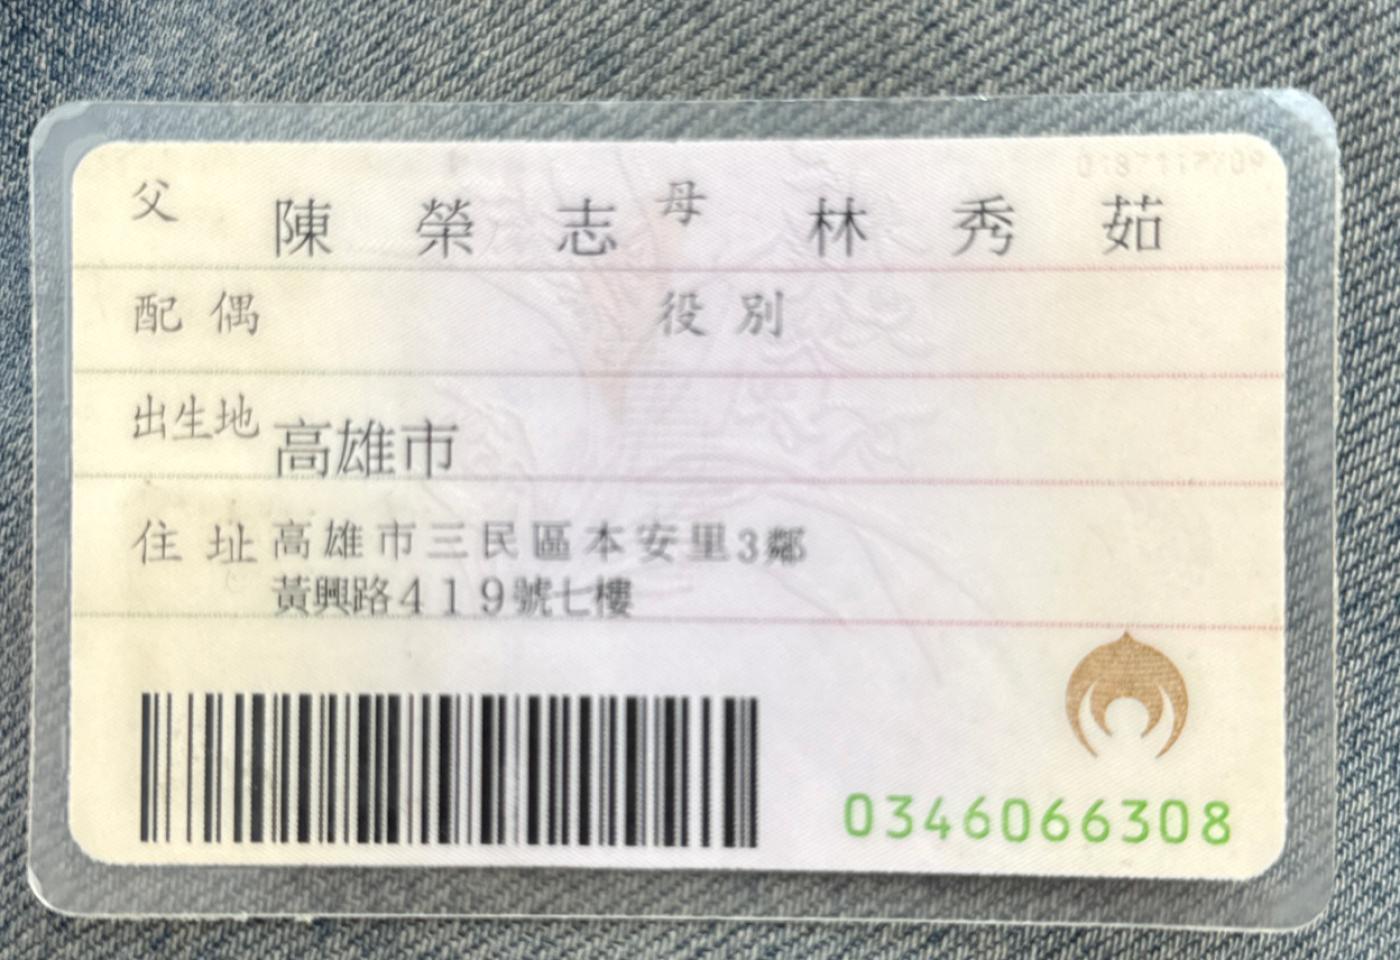 父 陳榮志 母 林秀茹
配偶 役別
出生地 高雄市
住址 高雄市三民區本安里3鄰
黃興路419號七樓
0346066308